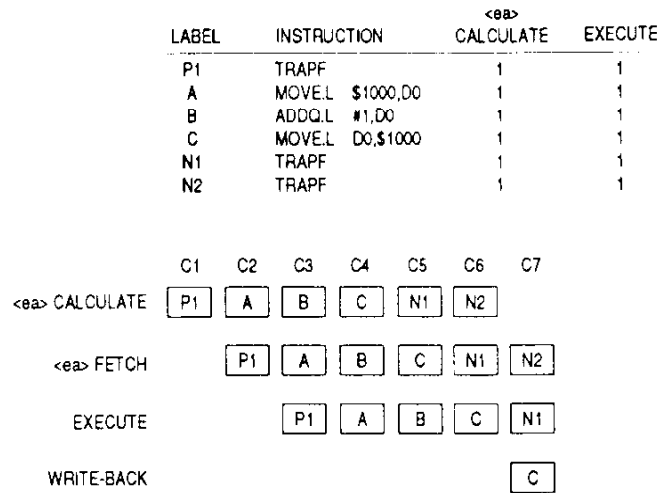 <ea>
LABEL INSTRUCTION CALCULATE EXECUTE
P1 TRAPF 1 1
A MOVE.L $1000,D0 1 1
B ADDQ.L #1,D0 1 1
C MOVE.L D0,$1000 1 1
N1 TRAPF 1 1
N2 TRAPF 1 1
C1 C2 C3 C4 C5 C6 C7
<ea> CALCULATE P1 A B C N1 N2
<ea> FETCH P1 A B C N1 N2
EXECUTE P1 A B C N1
WRITE-BACK C